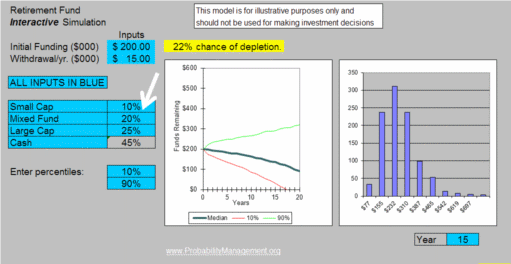 Retirement Fund
Interactive Simulation
This model is for illustrative purposes only and
should not be used for making investment decisions
Inputs
Initial Funding ($000) $ 200.00 22% chance of depletion.
Withdrawal/yr. ($000) $ 15.00
ALL INPUTS IN BLUE
Small Cap 10%
Mixed Fund 20%
Large Cap 25%
Cash 45%
Enter percentiles: 10%
90%
Funds Remaining
$600
$500
$400
$300
$200
$100
$0
0 5 10 15 20
Years
Median 10% 90%
350
300
250
200
150
100
50
0
$77 $155 $232 $310 $387 $465 $542 $619 $697
Year 15
www.ProbabilityManagement.org